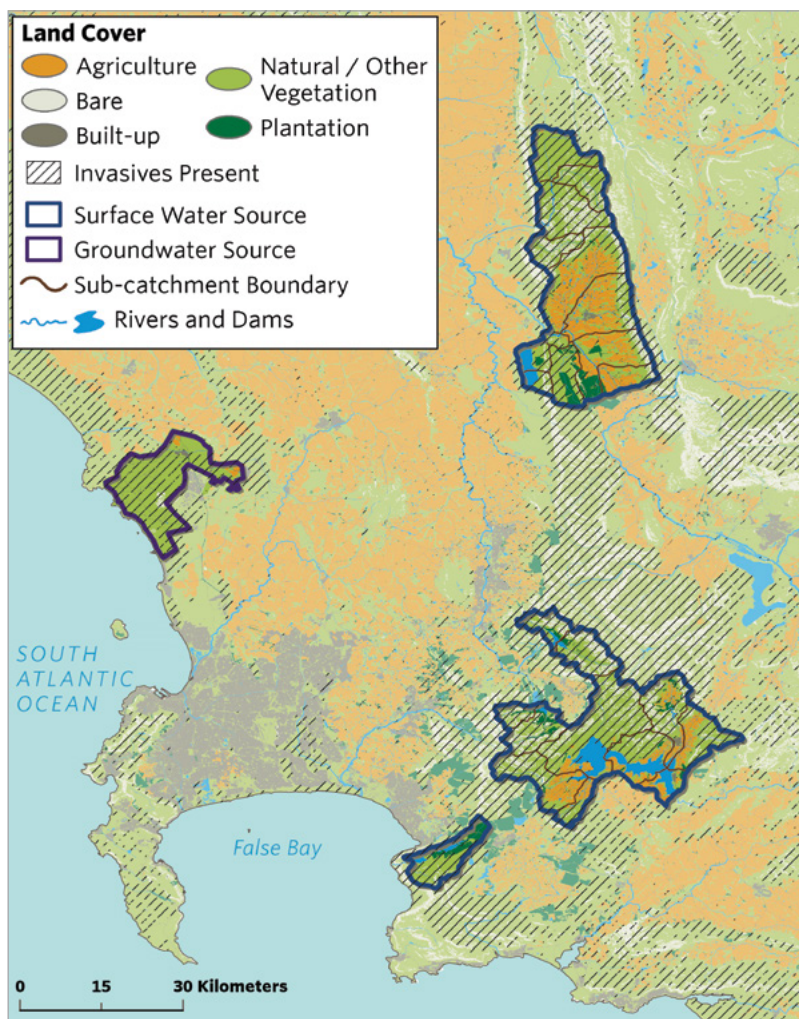 Land Cover
Agriculture
Bare
Built-up
Natural / Other
Vegetation
Plantation
Invasives Present
Surface Water Source
Groundwater Source
Sub-catchment Boundary
Rivers and Dams
SOUTH
ATLANTIC
OCEAN
False Bay
0 15 30 Kilometers